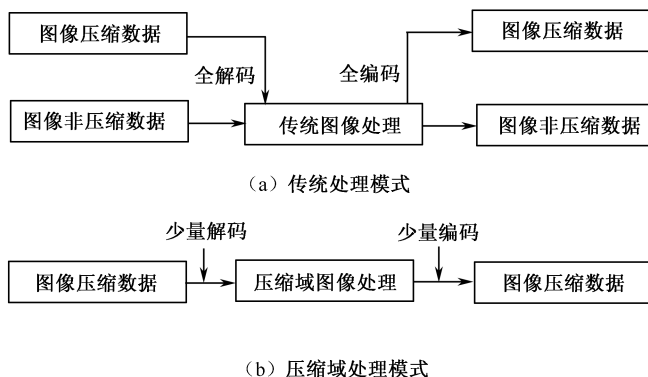 图像压缩数据
图像压缩数据
全解码
全编码
图像非压缩数据
传统图像处理
图像非压缩数据
（a）传统处理模式
少量解码
少量编码
图像压缩数据
压缩域图像处理
图像压缩数据
（b）压缩域处理模式